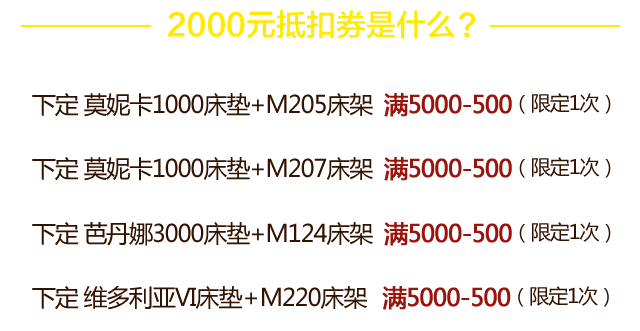 2000元抵扣券是什么？
下定 莫妮卡1000床垫+M205床架 满5000-500（限定1次）
下定 莫妮卡1000床垫+M207床架 满5000-500（限定1次）
下定 芭丹娜3000床垫+M124床架 满5000-500（限定1次）
下定 维多利亚VI床垫+M220床架 满5000-500（限定1次）